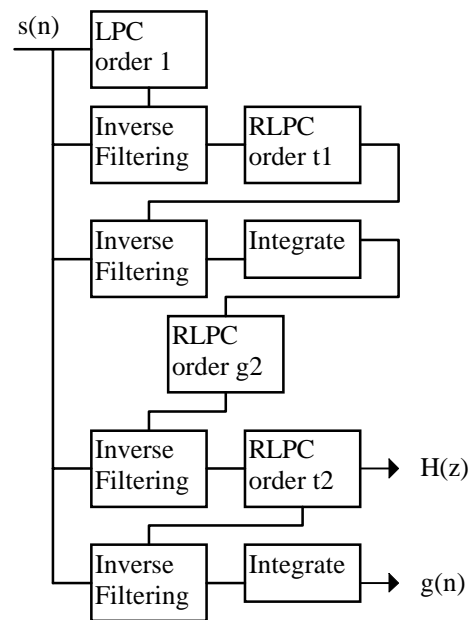 s(n)
LPC
order 1
Inverse
Filtering
RLPC
order t1
Inverse
Filtering
Integrate
RLPC
order g2
Inverse
Filtering
RLPC
order t2
H(z)
Inverse
Filtering
Integrate
g(n)